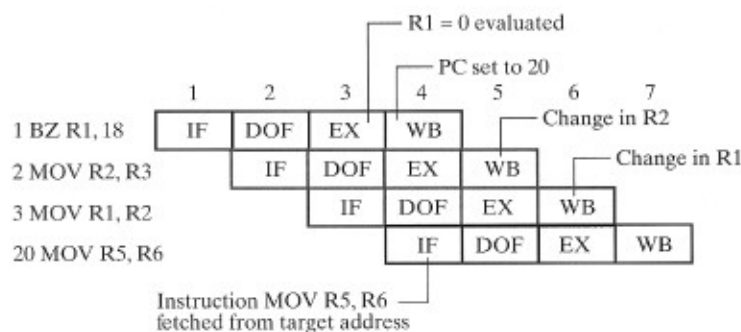 R1 = 0 evaluated
PC set to 20
1 2 3 4 5 6 7
1 BZ R1, 18 IF DOF EX WB
Change in R2
2 MOV R2, R3 IF DOF EX WB
Change in R1
3 MOV R1, R2 IF DOF EX WB
20 MOV R5, R6 IF DOF EX WB
Instruction MOV R5, R6
fetched from target address